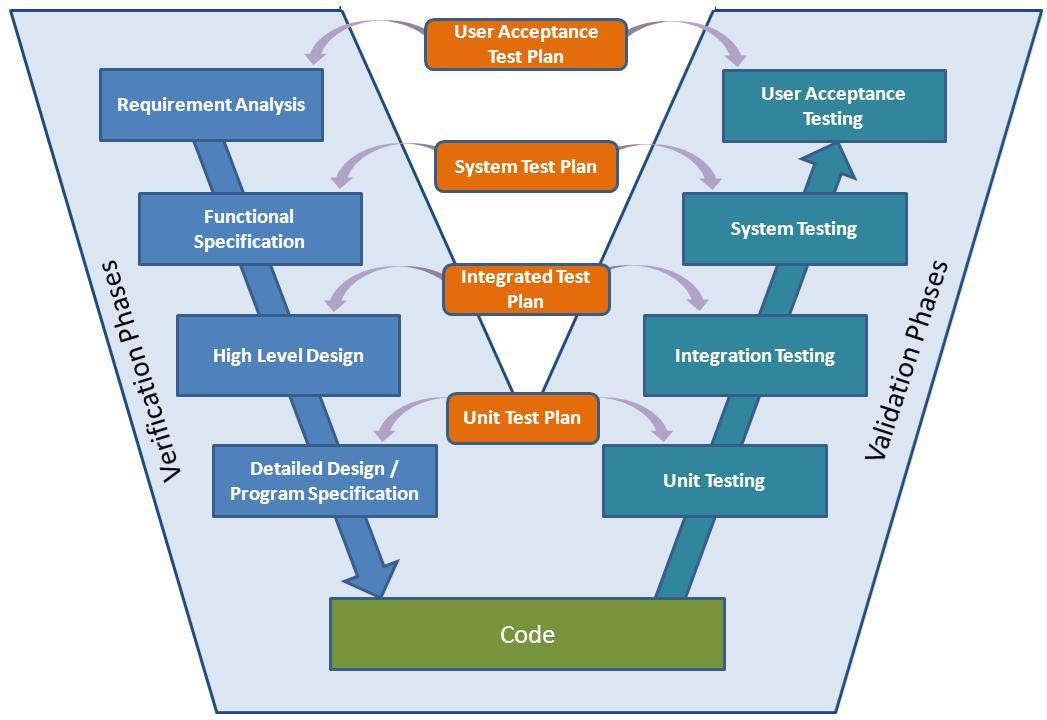 User Acceptance
Test Plan
Requirement Analysis
User Acceptance
Testing
System Test Plan
Functional
Specification
System Testing
Integrated Test
Plan
High Level Design
Integration Testing
Unit Test Plan
Detailed Design /
Program Specification
Unit Testing
Verification Phases
Validation Phases
Code